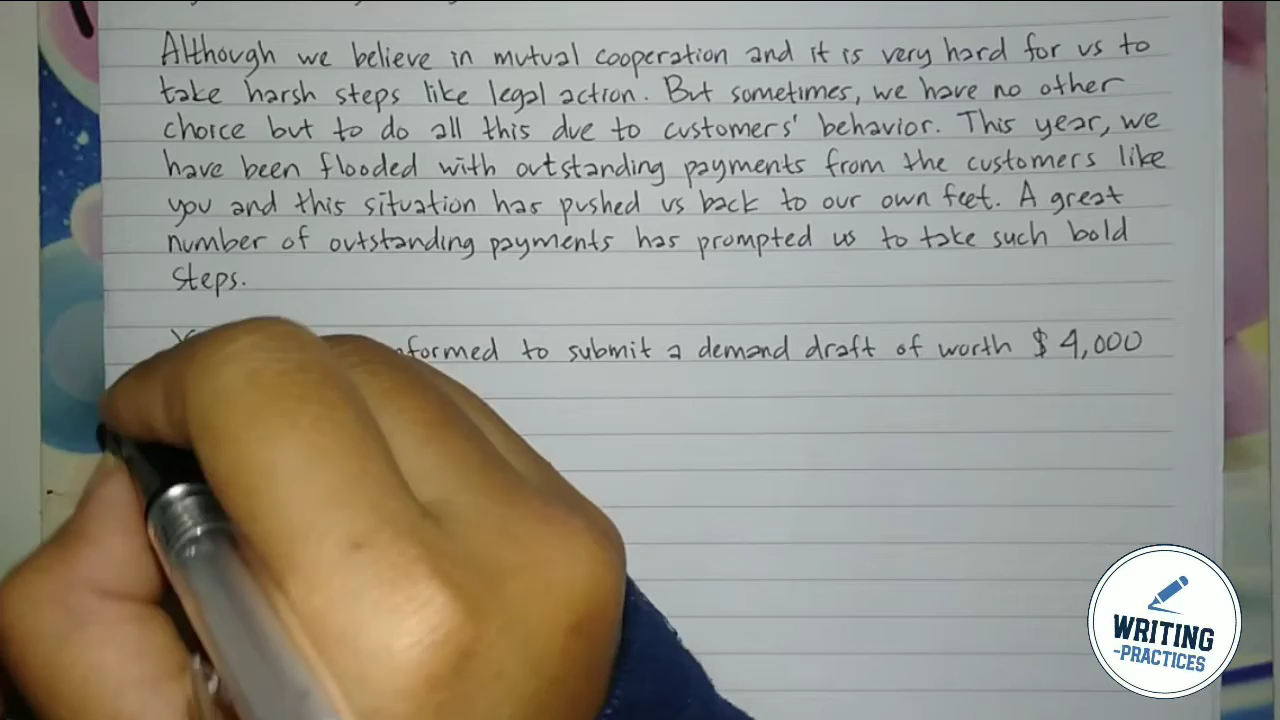 Although we believe in mutual cooperation and it is very hard for us to
take harsh steps like legal action. But sometimes, we have no other
choice but to do all this due to customers' behavior. This year, we
have been flooded with outstanding payments from the customers like
you and this situation has pushed us back to our own feet. A great
number of outstanding payments has prompted us to take such bold
steps.
to submit a demand draft of worth $4,000
WRITING
-PRACTICES